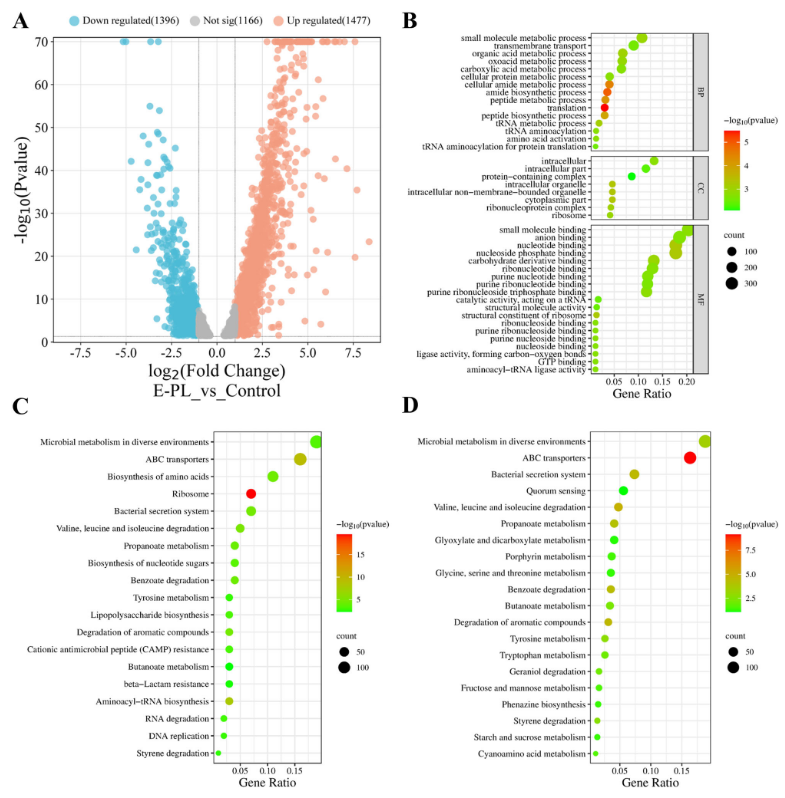 A
Down regulated(1396) Not sig(1166) Up regulated(1477)
70
60
50
40
30
20
10
0
-log10(Pvalue)
-7.5 -5.0 -2.5 0.0 2.5 5.0 7.5
log2(Fold Change)
E-PL_vs_Control
B
small molecule metabolic process
transmembrane transport
organic acid metabolic process
oxoacid metabolic process
carboxylic acid metabolic process
cellular protein metabolic process
cellular amide metabolic process
amide biosynthetic process
peptide metabolic process
translation
peptide biosynthetic process
tRNA metabolic process
tRNA aminoacylation
amino acid activation
tRNA aminoacylation for protein translation
BP
intracellular
intracellular part
protein-containing complex
intracellular organelle
intracellular non-membrane-bounded organelle
cytoplasmic part
ribonucleoprotein complex
ribosome
CC
small molecule binding
anion binding
nucleotide binding
nucleoside phosphate binding
carbohydrate derivative binding
ribonucleotide binding
purine nucleotide binding
purine ribonucleotide binding
purine ribonucleoside triphosphate binding
catalytic activity, acting on a tRNA
structural molecule activity
structural constituent of ribosome
ribonucleoside binding
purine ribonucleoside binding
purine nucleoside binding
nucleoside binding
ligase activity, forming carbon-oxygen bonds
GTP binding
aminoacyl-tRNA ligase activity
MF
0.05 0.10 0.15 0.20
Gene Ratio
−log10(pvalue)
5
4
3
count
100
200
300
C
Microbial metabolism in diverse environments
ABC transporters
Biosynthesis of amino acids
Ribosome
Bacterial secretion system
Valine, leucine and isoleucine degradation
Propanoate metabolism
Biosynthesis of nucleotide sugars
Benzoate degradation
Tyrosine metabolism
Lipopolysaccharide biosynthesis
Degradation of aromatic compounds
Cationic antimicrobial peptide (CAMP) resistance
Butanoate metabolism
beta−Lactam resistance
Aminoacyl−tRNA biosynthesis
RNA degradation
DNA replication
Styrene degradation
0.05 0.10 0.15
Gene Ratio
−log10(pvalue)
15
10
5
count
50
100
D
Microbial metabolism in diverse environments
ABC transporters
Bacterial secretion system
Quorum sensing
Valine, leucine and isoleucine degradation
Propanoate metabolism
Glyoxylate and dicarboxylate metabolism
Porphyrin metabolism
Glycine, serine and threonine metabolism
Benzoate degradation
Butanoate metabolism
Degradation of aromatic compounds
Tyrosine metabolism
Tryptophan metabolism
Geraniol degradation
Fructose and mannose metabolism
Phenazine biosynthesis
Styrene degradation
Starch and sucrose metabolism
Cyanoamino acid metabolism
0.05 0.10 0.15
Gene Ratio
−log10(pvalue)
7.5
5.0
2.5
count
50
100